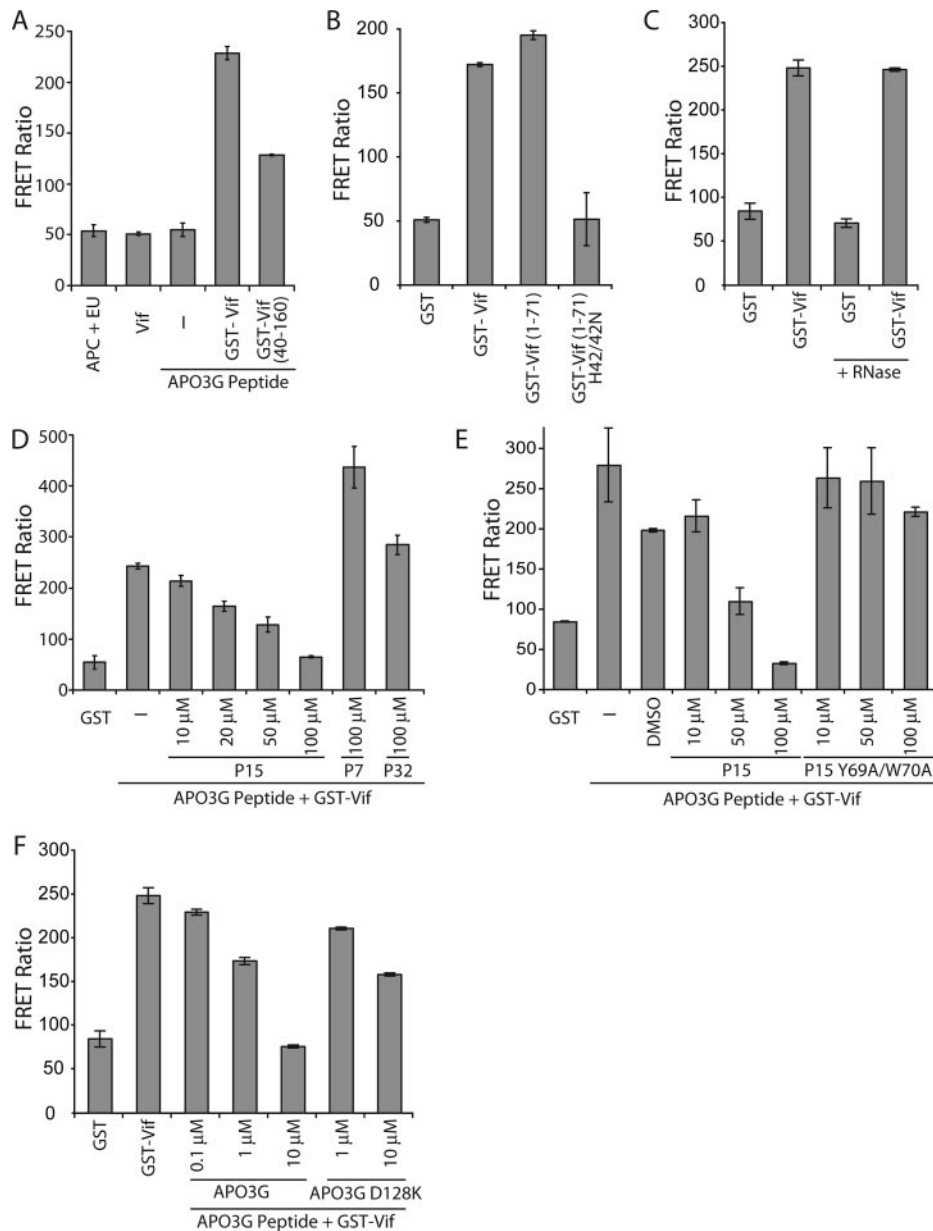 A
FRET Ratio
250
200
150
100
50
0
APC + EU
Vif
–
GST- Vif
GST-Vif
(40-160)
APO3G Peptide
B
FRET Ratio
200
150
100
50
0
GST
GST- Vif
GST-Vif (1-71)
GST-Vif (1-71)
H42/42N
C
FRET Ratio
300
250
200
150
100
50
0
GST
GST-Vif
GST
GST-Vif
+ RNase
D
FRET Ratio
500
400
300
200
100
0
GST
–
10 µM
20 µM
50 µM
100 µM
100 µM
100 µM
P15
P7
P32
APO3G Peptide + GST-Vif
E
FRET Ratio
300
250
200
150
100
50
0
GST
–
DMSO
10 µM
50 µM
100 µM
10 µM
50 µM
100 µM
P15
P15 Y69A/W70A
APO3G Peptide + GST-Vif
F
FRET Ratio
300
250
200
150
100
50
0
GST
GST-Vif
0.1 µM
1 µM
10 µM
1 µM
10 µM
APO3G
APO3G D128K
APO3G Peptide + GST-Vif